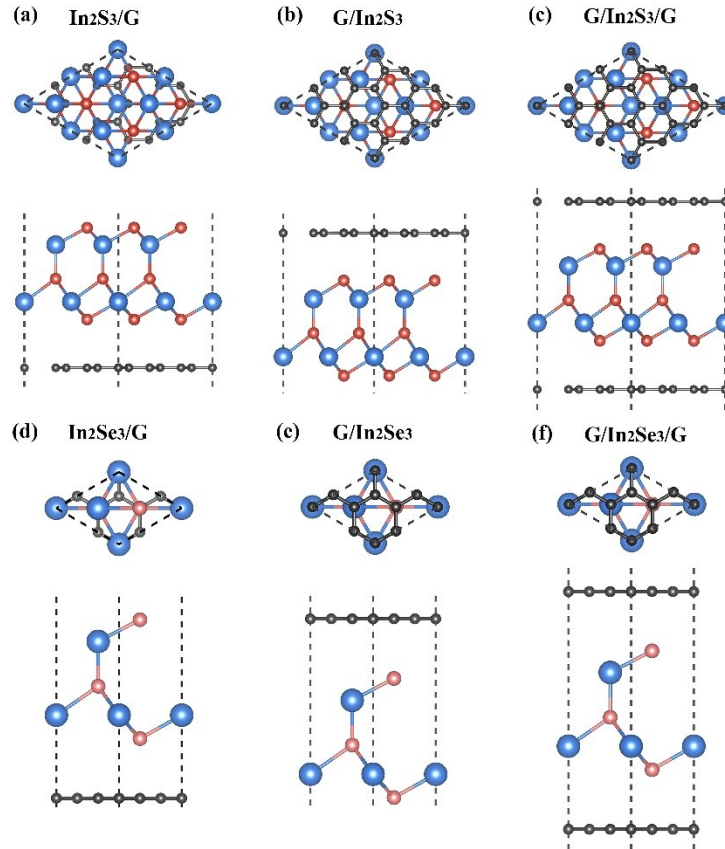 (a) In₂S₃/G
(b) G/In₂S₃
(c) G/In₂S₃/G
(d) In₂Se₃/G
(e) G/In₂Se₃
(f) G/In₂Se₃/G